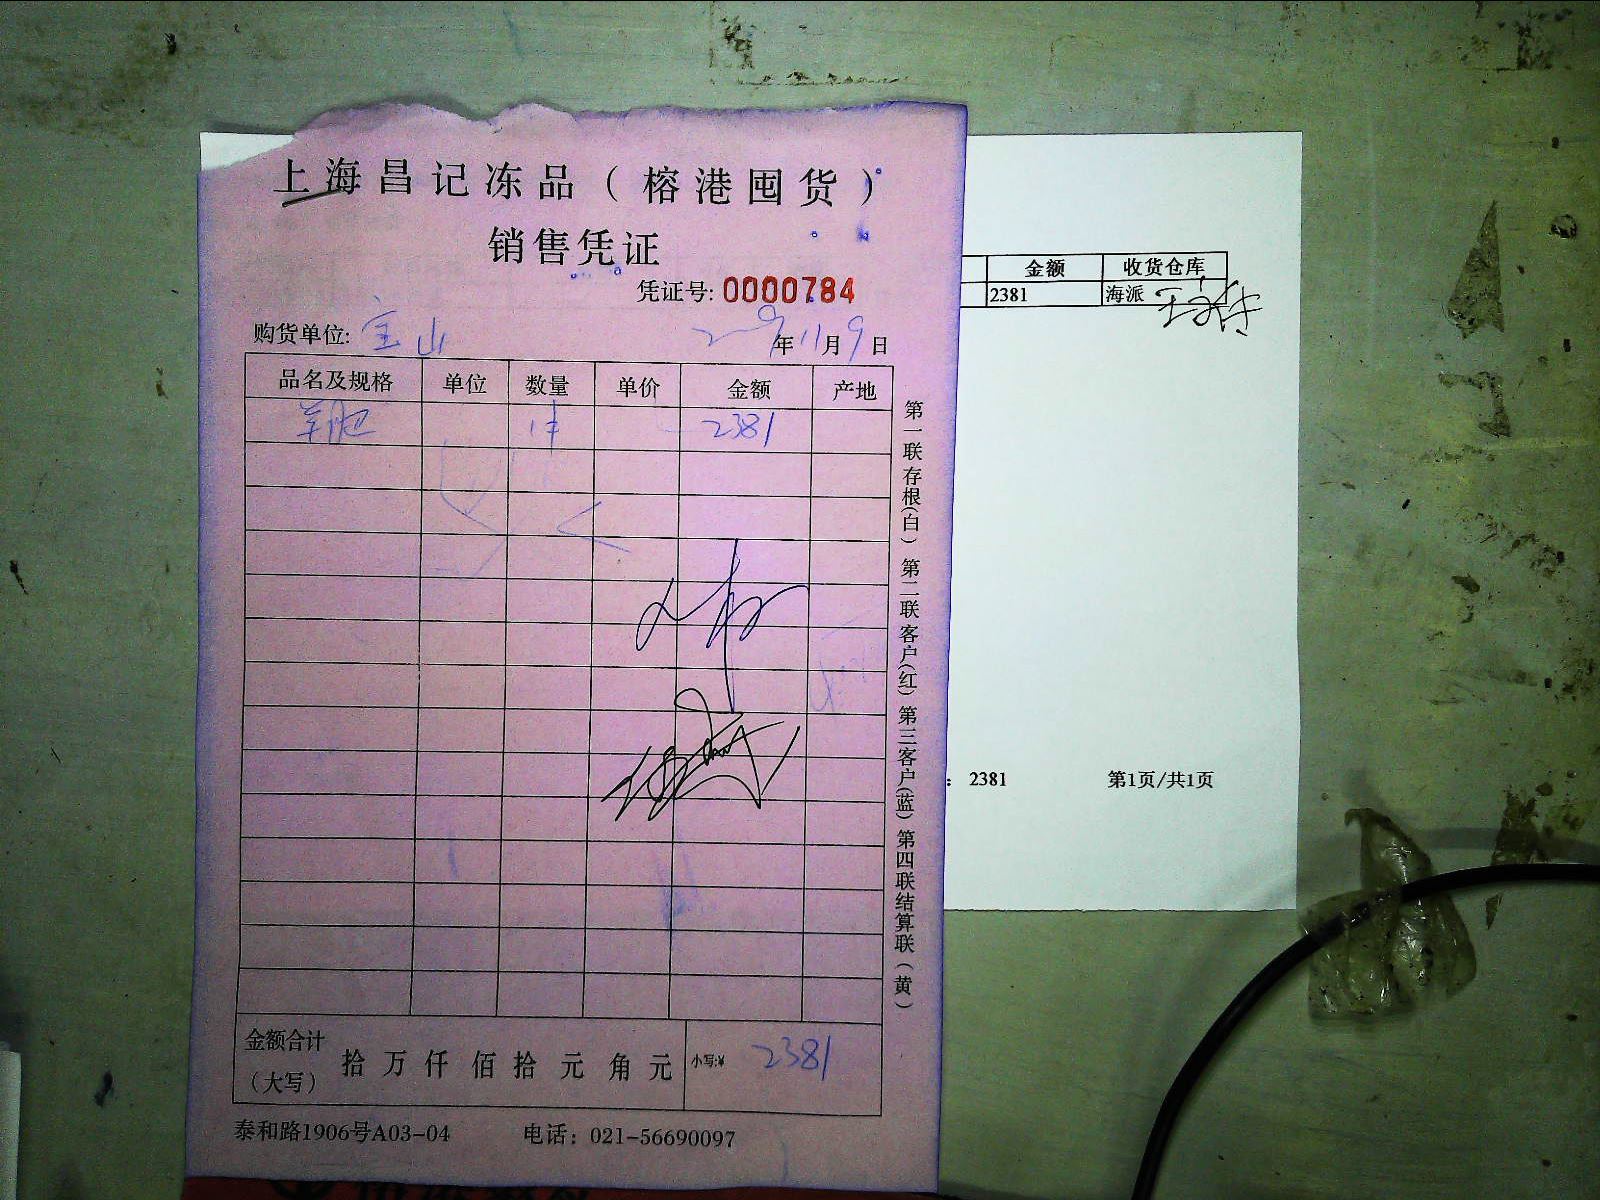 上海昌记冻品（榕港囤货）
销售凭证
凭证号: 0000784
购货单位: 宝山 年11月9日
品名及规格 单位 数量 单价 金额 产地
2381
金额合计（大写） 拾 万 仟 佰 拾 元 角 元 小写:¥ 2381
泰和路1906号A03-04 电话：021-56690097
第一联存根(白) 第二联客户(红) 第三客户(蓝) 第四联结算联（黄）
金额 收货仓库
2381 海派
: 2381 第1页/共1页